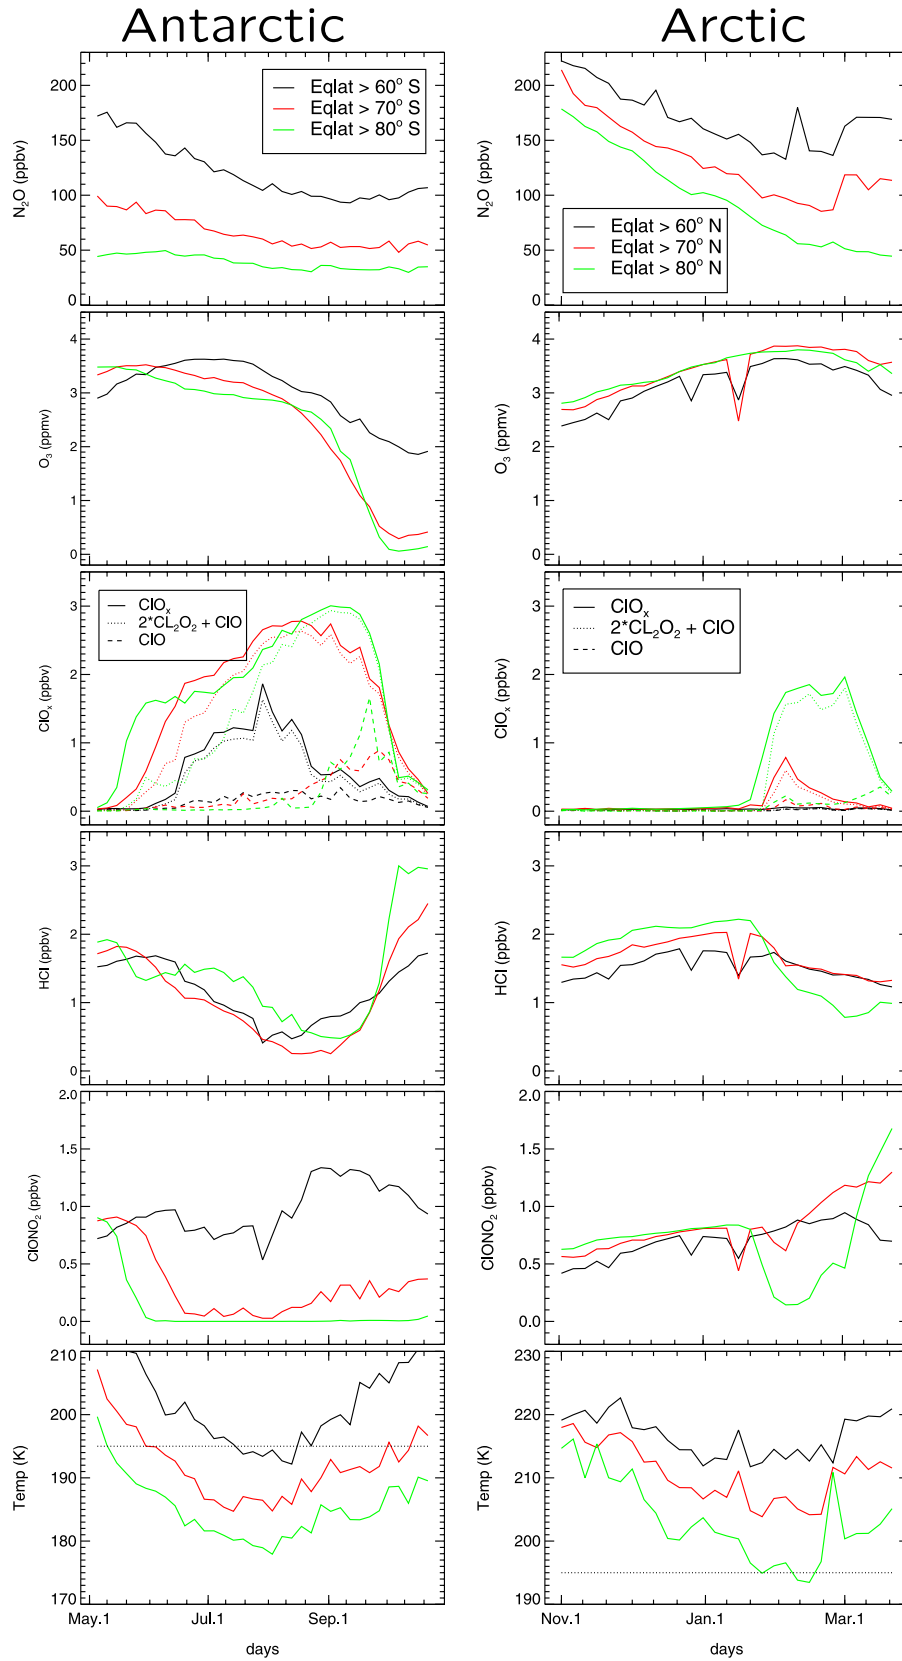 Antarctic
Arctic
N₂O (ppbv)
200
150
100
50
0
Eqlat > 60° S
Eqlat > 70° S
Eqlat > 80° S
N₂O (ppbv)
200
150
100
50
0
Eqlat > 60° N
Eqlat > 70° N
Eqlat > 80° N
O₃ (ppmv)
4
3
2
1
0
O₃ (ppmv)
4
3
2
1
0
ClOₓ (ppbv)
3
2
1
0
ClOₓ
2*CL₂O₂ + ClO
ClO
ClOₓ (ppbv)
3
2
1
0
ClOₓ
2*CL₂O₂ + ClO
ClO
HCl (ppbv)
3
2
1
0
HCl (ppbv)
3
2
1
0
ClONO₂ (ppbv)
2.0
1.5
1.0
0.5
0.0
ClONO₂ (ppbv)
2.0
1.5
1.0
0.5
0.0
Temp (K)
210
200
190
180
170
May.1 Jul.1 Sep.1
days
Temp (K)
230
220
210
200
190
Nov.1 Jan.1 Mar.1
days